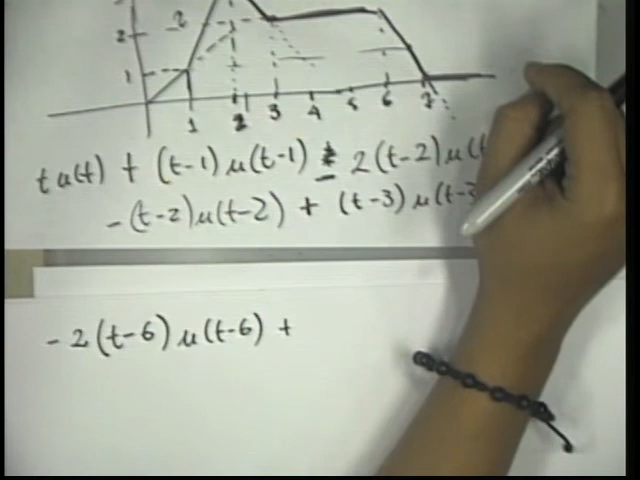 2
2
1
1 2 3 4 5 6 7
t u(t) + (t-1) u(t-1) ± 2(t-2) u(t
-(t-2) u(t-2) + (t-3) u(t-3
-2(t-6) u(t-6) +